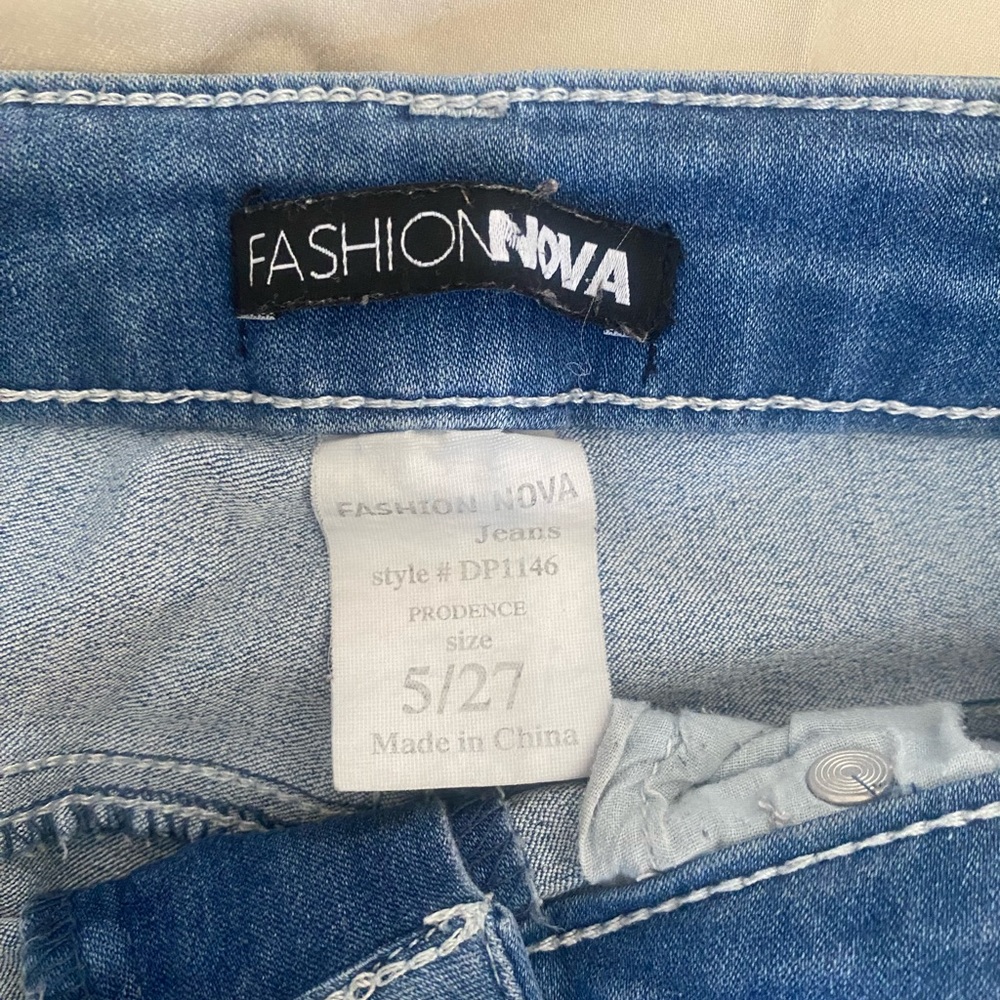 FASHIONNOVA
FASHION NOVA
Jeans
style # DP1146
PRODENCE
size
5/27
Made in China